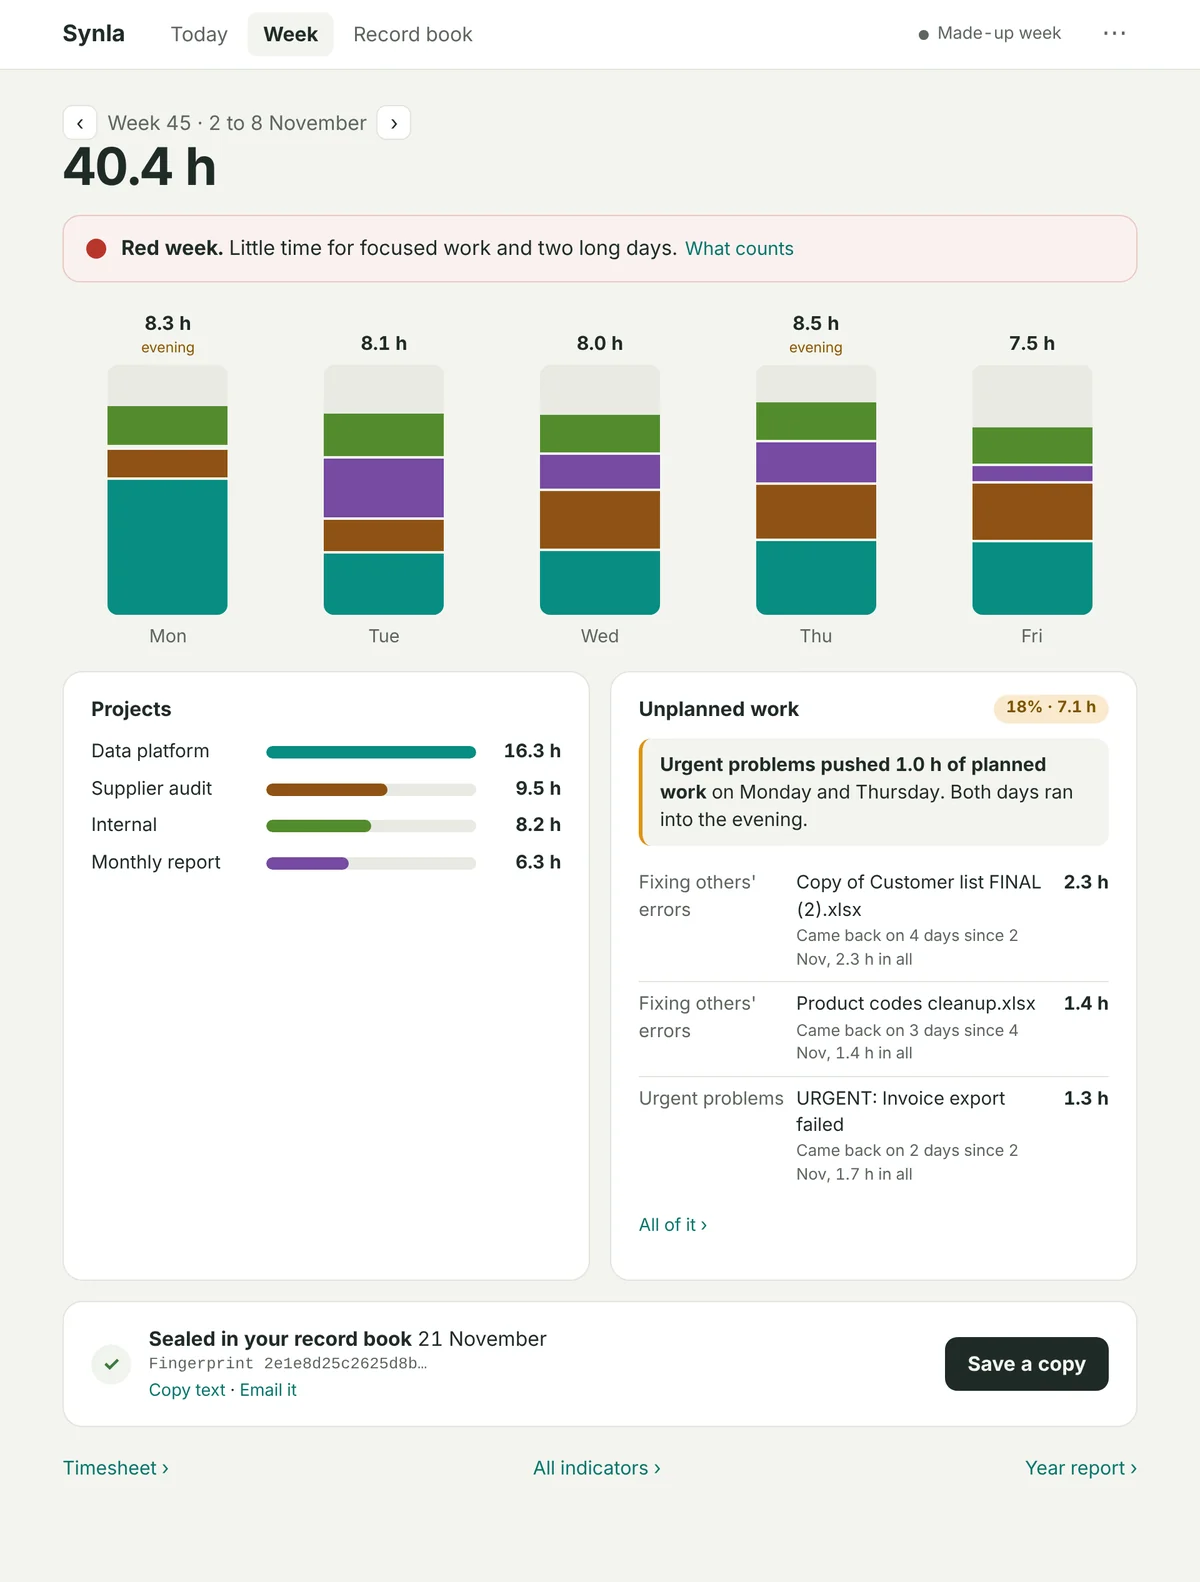 Synla
Today
Week
Record book
Made-up week
···
‹
Week 45 · 2 to 8 November
›
40.4 h
Red week. Little time for focused work and two long days. What counts
8.3 h
evening
8.1 h
8.0 h
8.5 h
evening
7.5 h
Mon
Tue
Wed
Thu
Fri
Projects
Data platform 16.3 h
Supplier audit 9.5 h
Internal 8.2 h
Monthly report 6.3 h
Unplanned work
18% · 7.1 h
Urgent problems pushed 1.0 h of planned
work on Monday and Thursday. Both days ran
into the evening.
Fixing others' Copy of Customer list FINAL 2.3 h
errors (2).xlsx
Came back on 4 days since 2
Nov, 2.3 h in all
Fixing others' Product codes cleanup.xlsx 1.4 h
errors Came back on 3 days since 4
Nov, 1.4 h in all
Urgent problems URGENT: Invoice export 1.3 h
failed
Came back on 2 days since 2
Nov, 1.7 h in all
All of it ›
Sealed in your record book 21 November
Fingerprint 2e1e8d25c2625d8b…
Copy text · Email it
Save a copy
Timesheet ›
All indicators ›
Year report ›